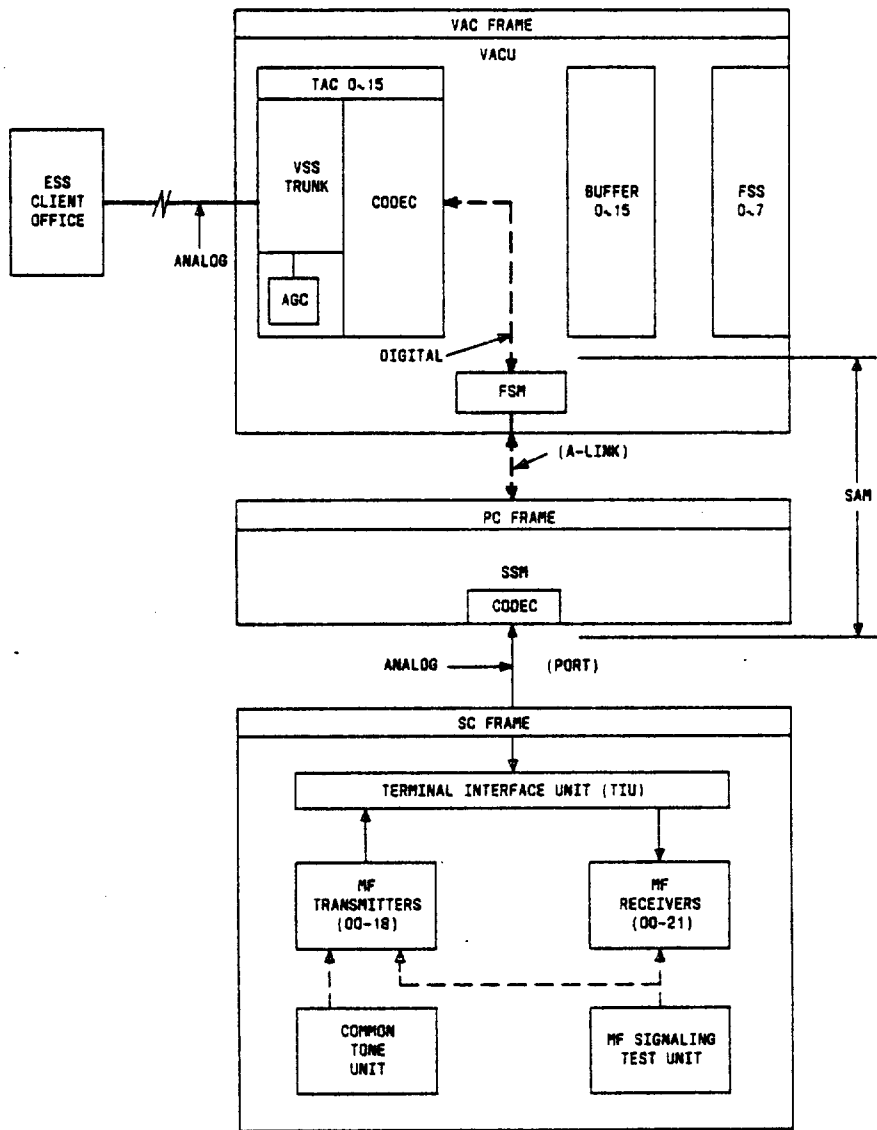 VAC FRAME
VACU
TAC 0~15
ESS
CLIENT
OFFICE
VSS
TRUNK
CODEC
BUFFER
0~15
FSS
0~7
ANALOG
AGC
DIGITAL
FSM
(A-LINK)
SAM
PC FRAME
SSM
CODEC
ANALOG
(PORT)
SC FRAME
TERMINAL INTERFACE UNIT (TIU)
MF
TRANSMITTERS
(00-18)
MF
RECEIVERS
(00-21)
COMMON
TONE
UNIT
MF SIGNALING
TEST UNIT